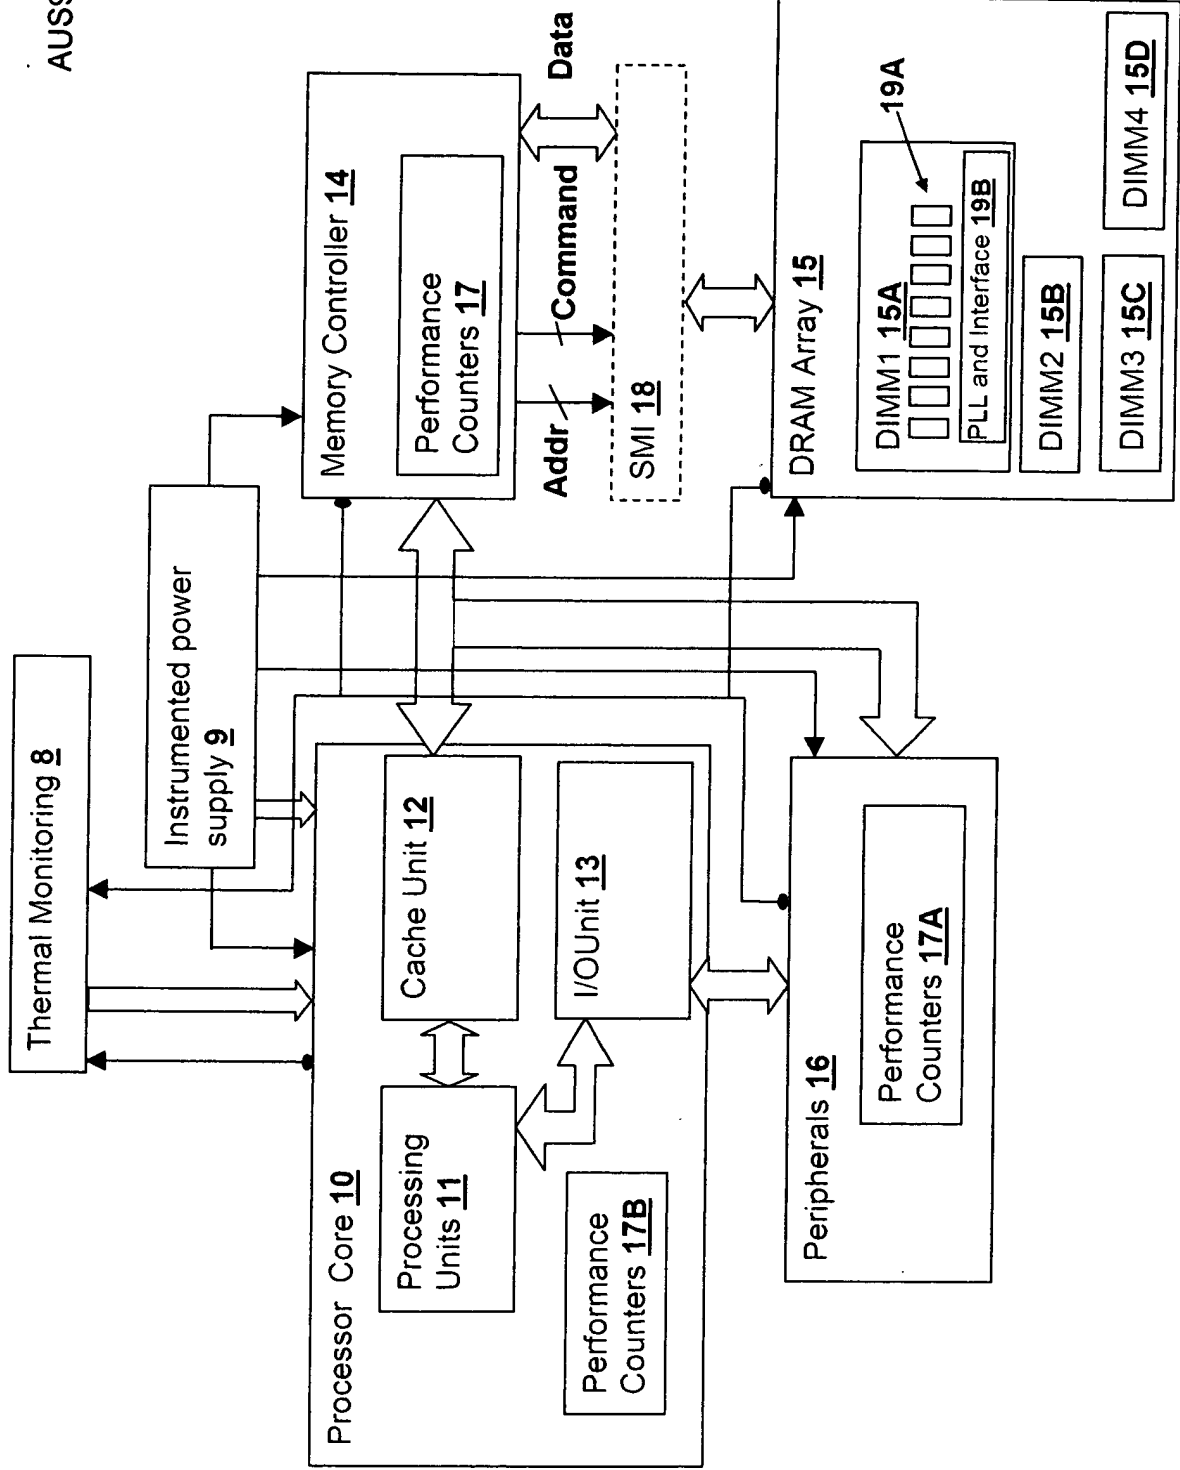 AUSS
Thermal Monitoring 8
Instrumented power
supply 9
Processor Core 10
Processing
Units 11
Cache Unit 12
I/OUnit 13
Performance
Counters 17B
Memory Controller 14
Performance
Counters 17
Addr
Command
Data
SMI 18
DRAM Array 15
DIMM1 15A
19A
PLL and Interface 19B
DIMM2 15B
DIMM3 15C
DIMM4 15D
Peripherals 16
Performance
Counters 17A